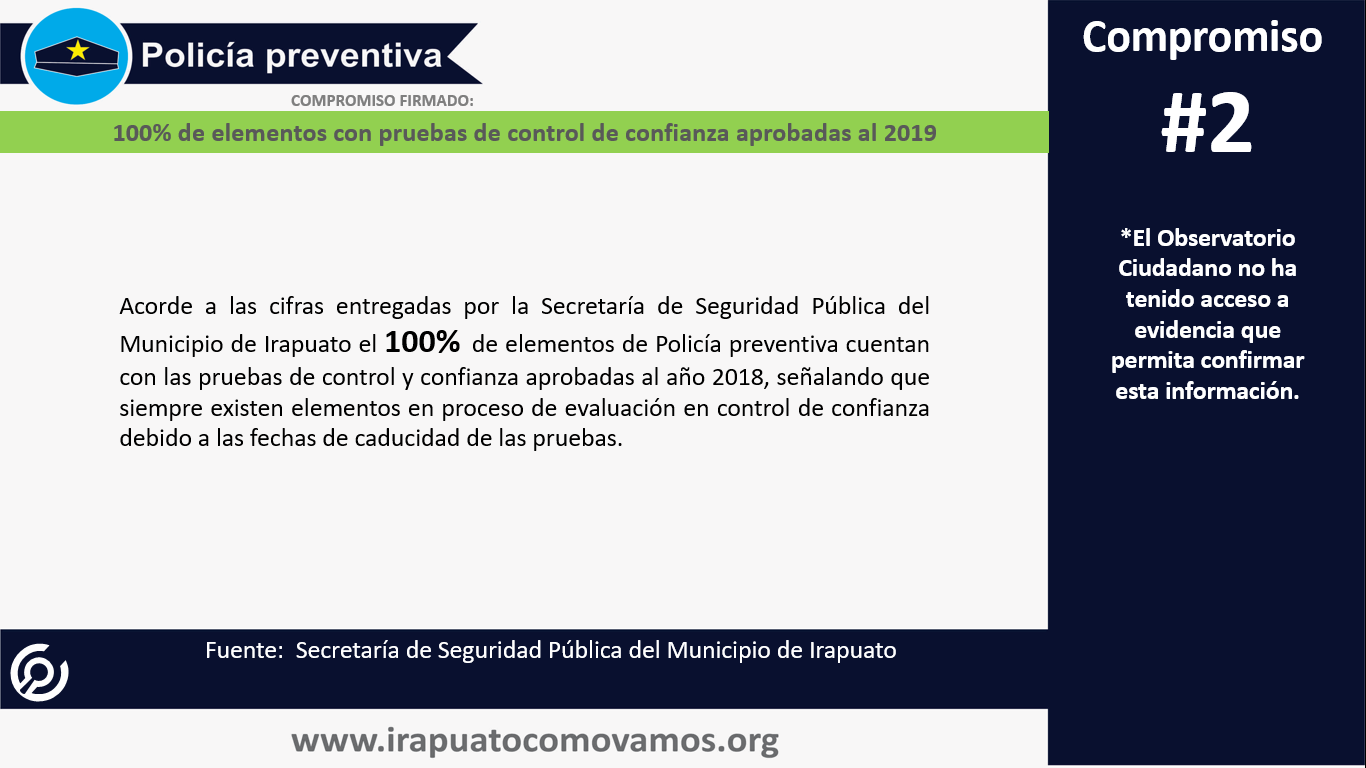 Policía preventiva
COMPROMISO FIRMADO:
100% de elementos con pruebas de control de confianza aprobadas al 2019
Acorde a las cifras entregadas por la Secretaría de Seguridad Pública del
Municipio de Irapuato el 100% de elementos de Policía preventiva cuentan
con las pruebas de control y confianza aprobadas al año 2018, señalando que
siempre existen elementos en proceso de evaluación en control de confianza
debido a las fechas de caducidad de las pruebas.
Fuente: Secretaría de Seguridad Pública del Municipio de Irapuato
www.irapuatocomovamos.org
Compromiso
#2
*El Observatorio
Ciudadano no ha
tenido acceso a
evidencia que
permita confirmar
esta información.